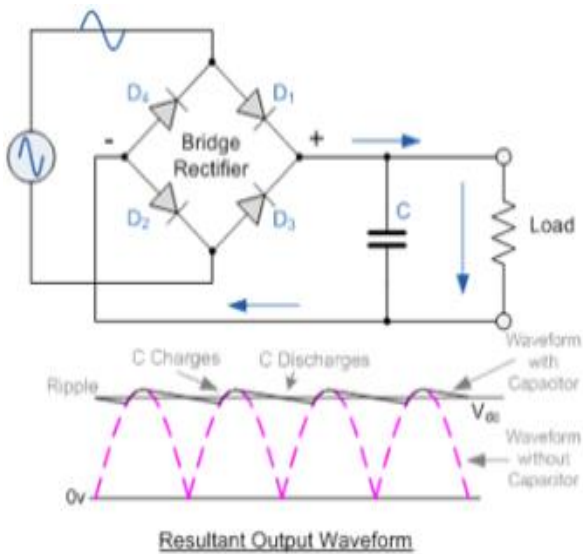 D4
D1
-
Bridge
Rectifier
+
D2
D3
C
Load
C Charges
C Discharges
Waveform
with
Capacitor
Ripple
Vdc
Waveform
without
Capacitor
0v
Resultant Output Waveform